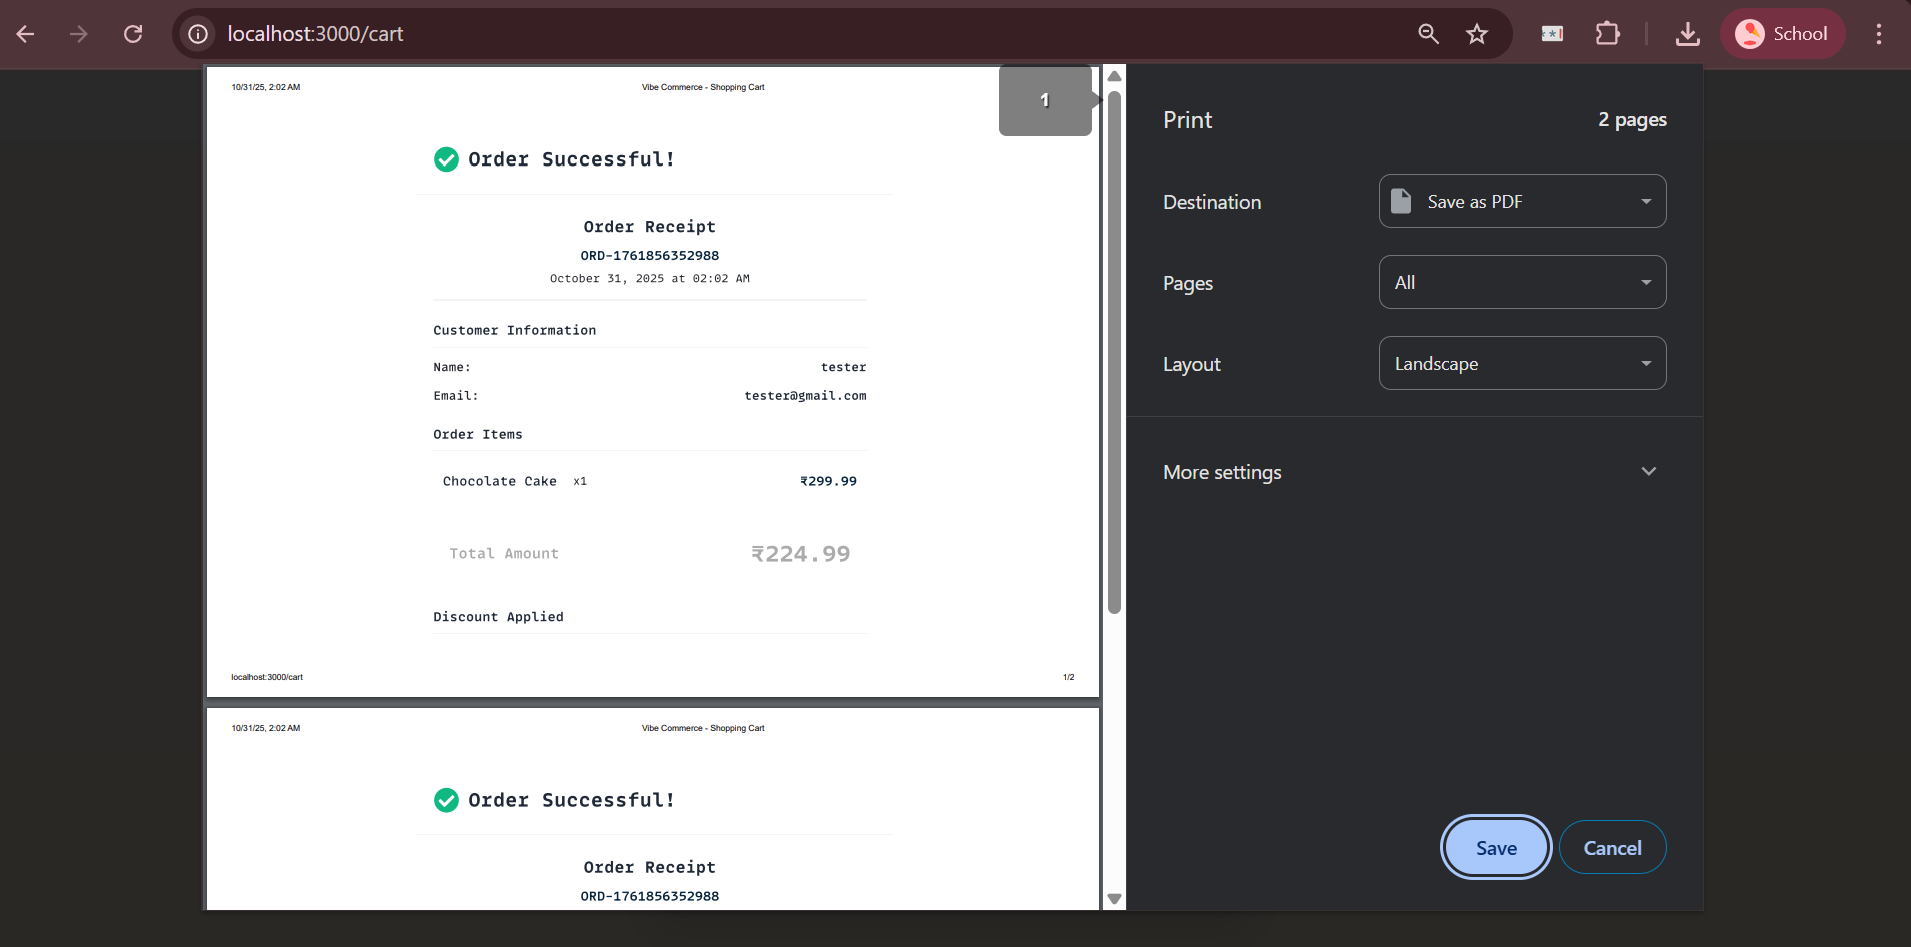 localhost:3000/cart
School
10/31/25, 2:02 AM
Vibe Commerce - Shopping Cart
1
Order Successful!
Order Receipt
ORD-1761856352988
October 31, 2025 at 02:02 AM
Customer Information
Name: tester
Email: tester@gmail.com
Order Items
Chocolate Cake x1 ₹299.99
Total Amount ₹224.99
Discount Applied
localhost:3000/cart 1/2
10/31/25, 2:02 AM
Vibe Commerce - Shopping Cart
Order Successful!
Order Receipt
ORD-1761856352988
Print 2 pages
Destination Save as PDF
Pages All
Layout Landscape
More settings
Save Cancel